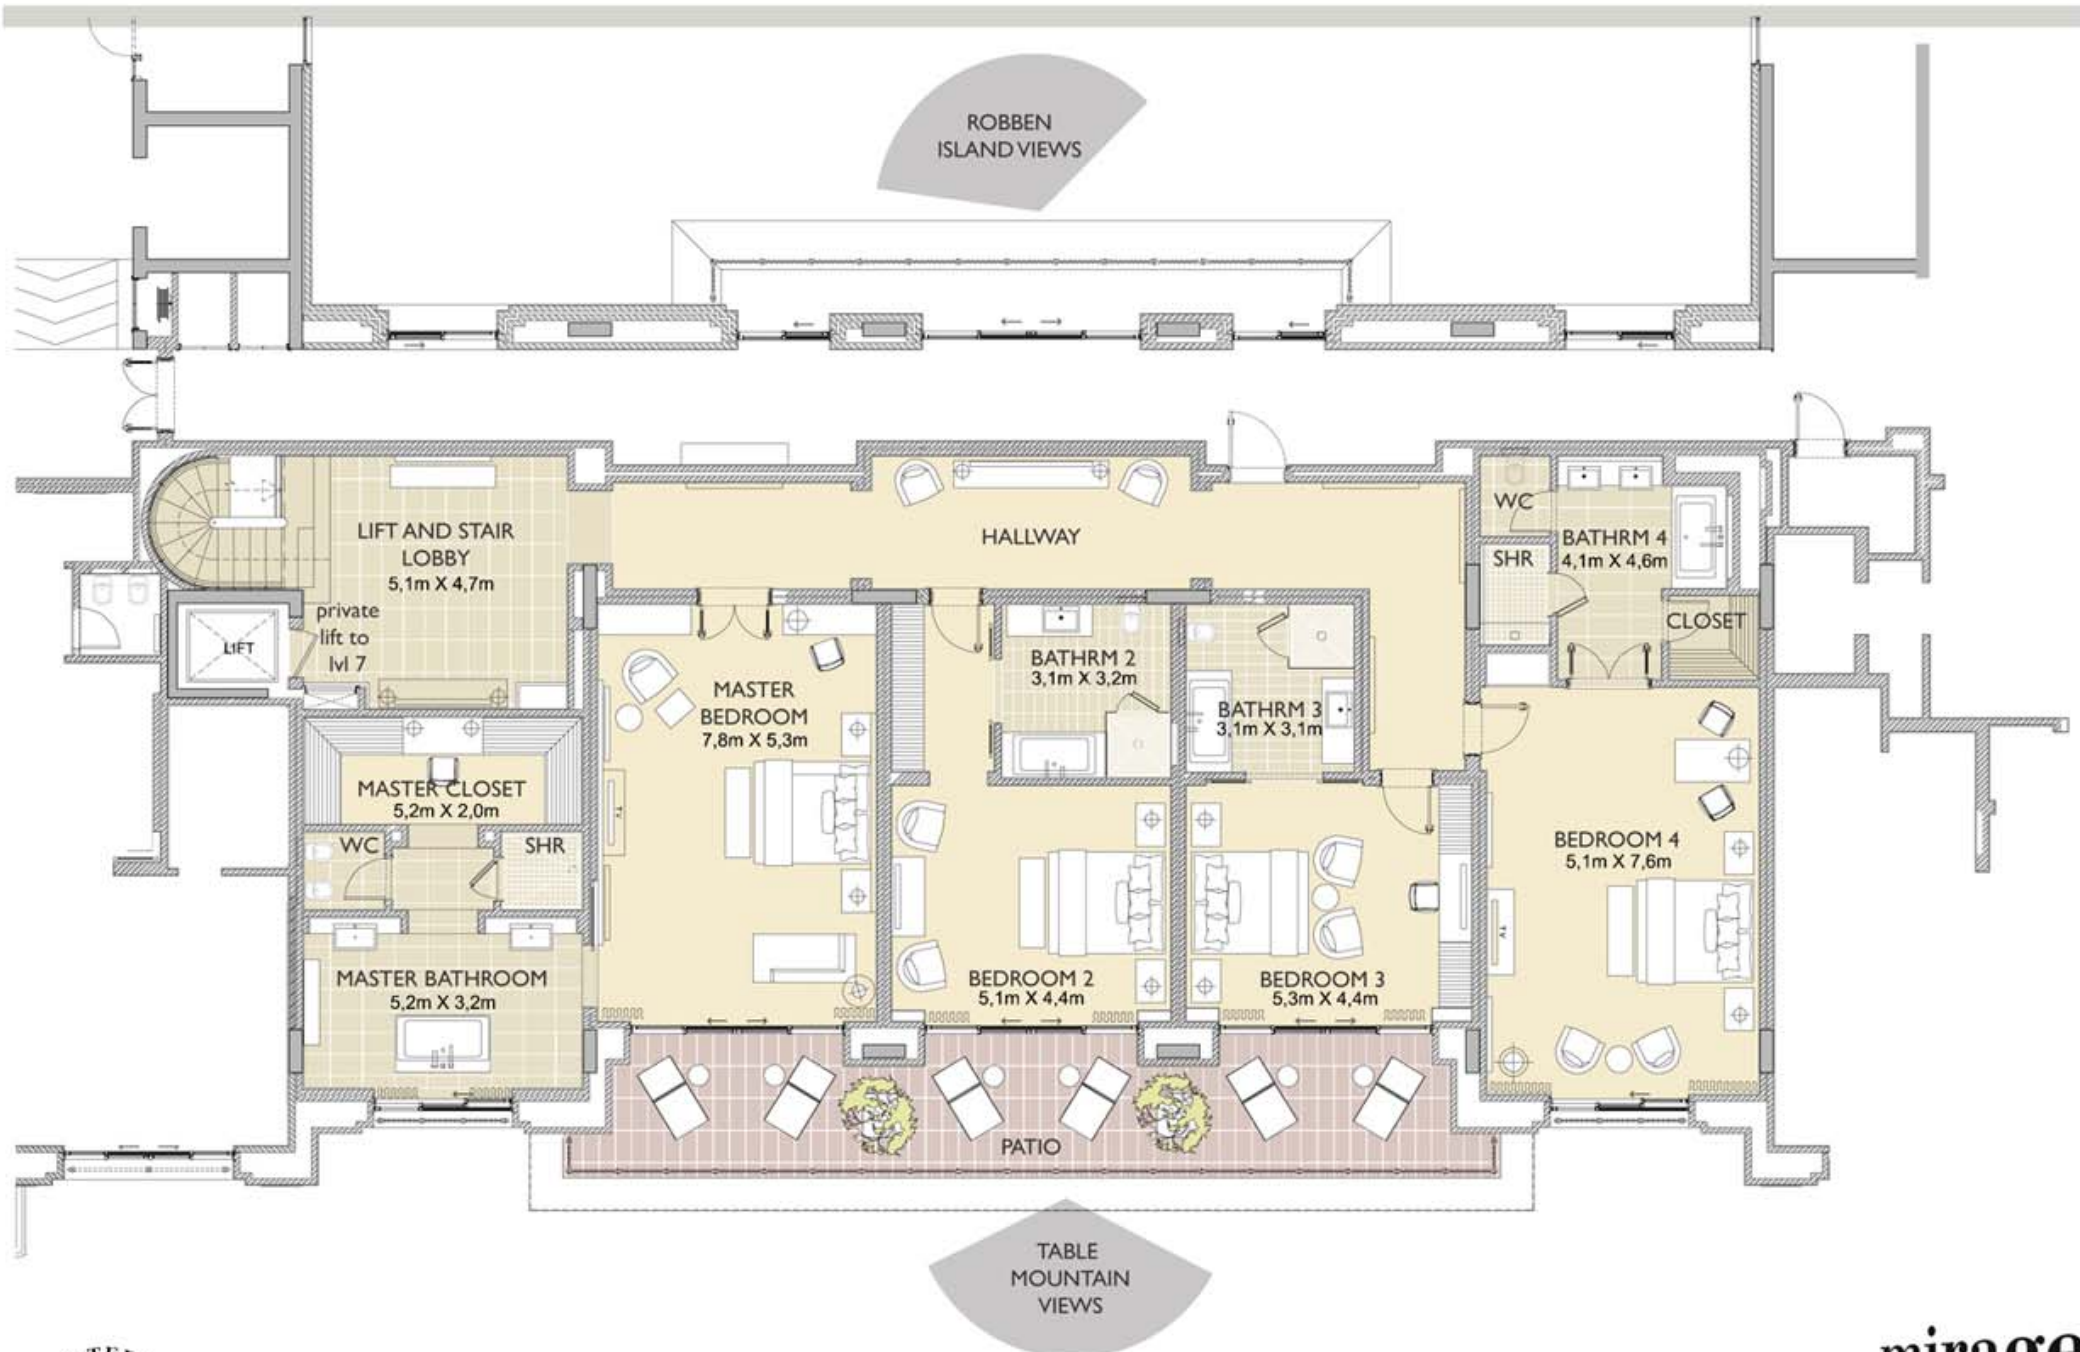 ROBBEN
ISLAND VIEWS
LIFT AND STAIR
LOBBY
5,1m X 4,7m
private
lift to
lvl 7
LIFT
HALLWAY
WC
BATHRM 4
4,1m X 4,6m
SHR
CLOSET
MASTER
BEDROOM
7,8m X 5,3m
BATHRM 2
3,1m X 3,2m
BATHRM 3
3,1m X 3,1m
MASTER CLOSET
5,2m X 2,0m
TV
WC
SHR
BEDROOM 4
5,1m X 7,6m
TV
MASTER BATHROOM
5,2m X 3,2m
BEDROOM 2
5,1m X 4,4m
BEDROOM 3
5,3m X 4,4m
PATIO
TABLE
MOUNTAIN
VIEWS
mirage